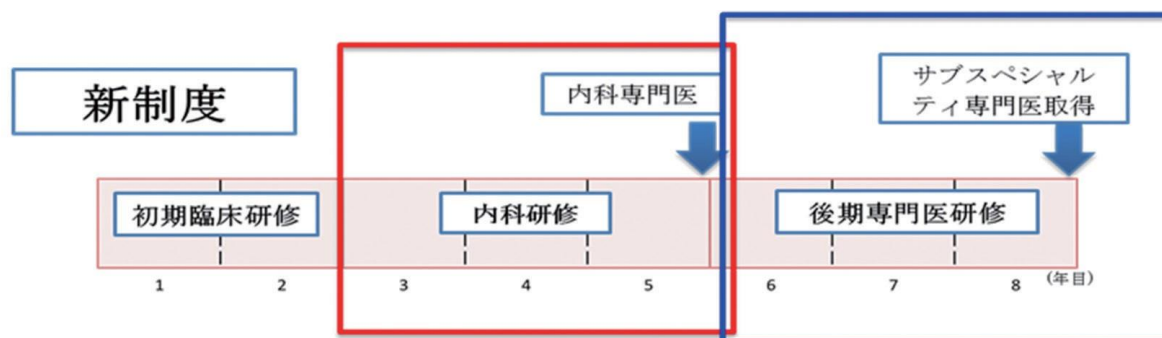 新制度
内科専門医
サブスペシャル
ティ専門医取得
初期臨床研修
内科研修
後期専門医研修
1 2 3 4 5 6 7 8 (年目)